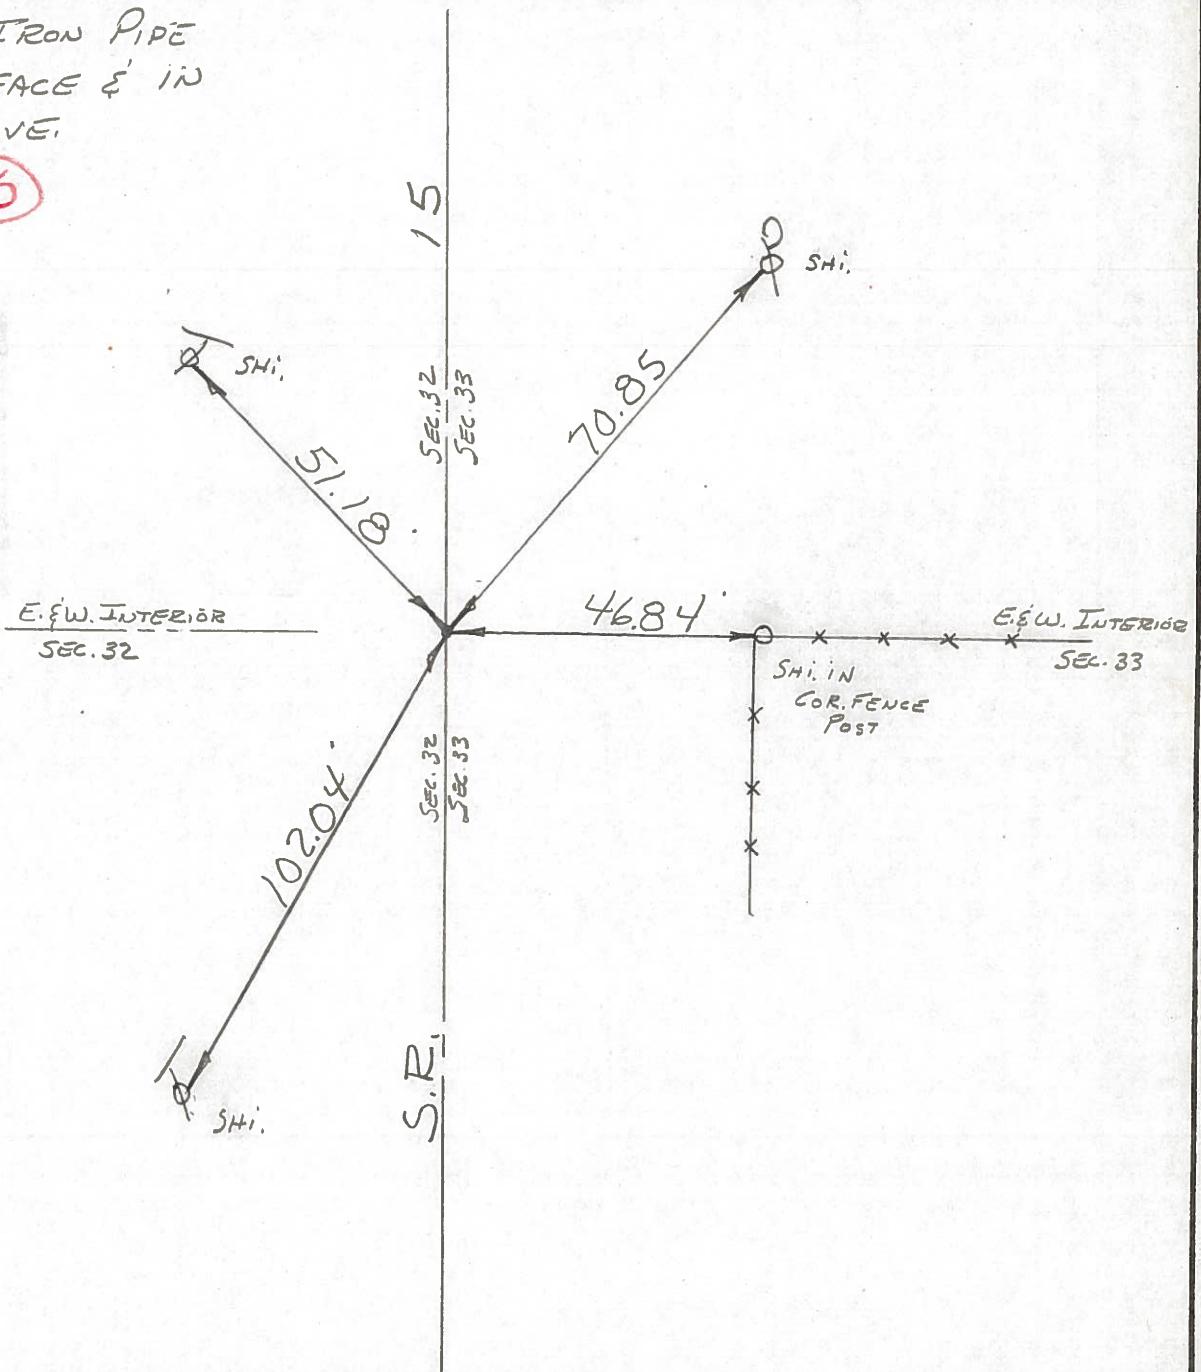 IRON PIPE
FACE & IN
VE.
15
SHI.
SHI.
SEC. 32
SEC. 33
70.85
51.18
E. & W. INTERIOR
SEC. 32
46.84'
E. & W. INTERIOR
SEC. 33
SHI. IN
COR. FENCE
POST
SEC. 32
SEC. 33
102.04'
S.R.
SHI.